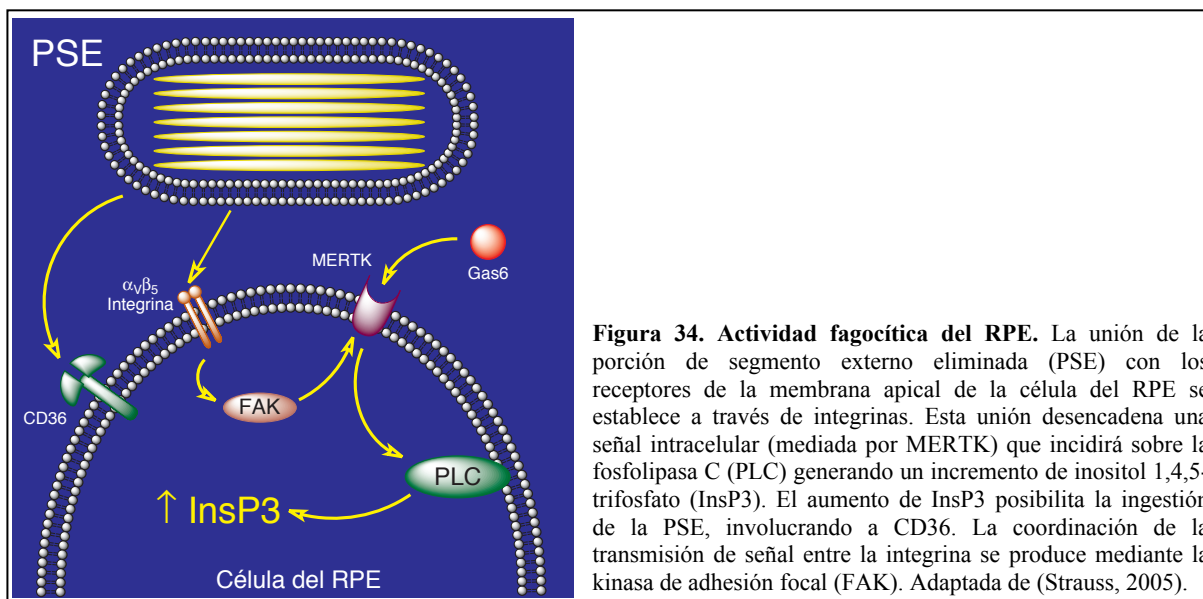 PSE
MERTK
Gas6
αVβ5
Integrina
CD36
FAK
PLC
↑ InsP3
Célula del RPE
Figura 34. Actividad fagocítica del RPE. La unión de la
porción de segmento externo eliminada (PSE) con los
receptores de la membrana apical de la célula del RPE se
establece a través de integrinas. Esta unión desencadena una
señal intracelular (mediada por MERTK) que incidirá sobre la
fosfolipasa C (PLC) generando un incremento de inositol 1,4,5-
trifosfato (InsP3). El aumento de InsP3 posibilita la ingestión
de la PSE, involucrando a CD36. La coordinación de la
transmisión de señal entre la integrina se produce mediante la
kinasa de adhesión focal (FAK). Adaptada de (Strauss, 2005).